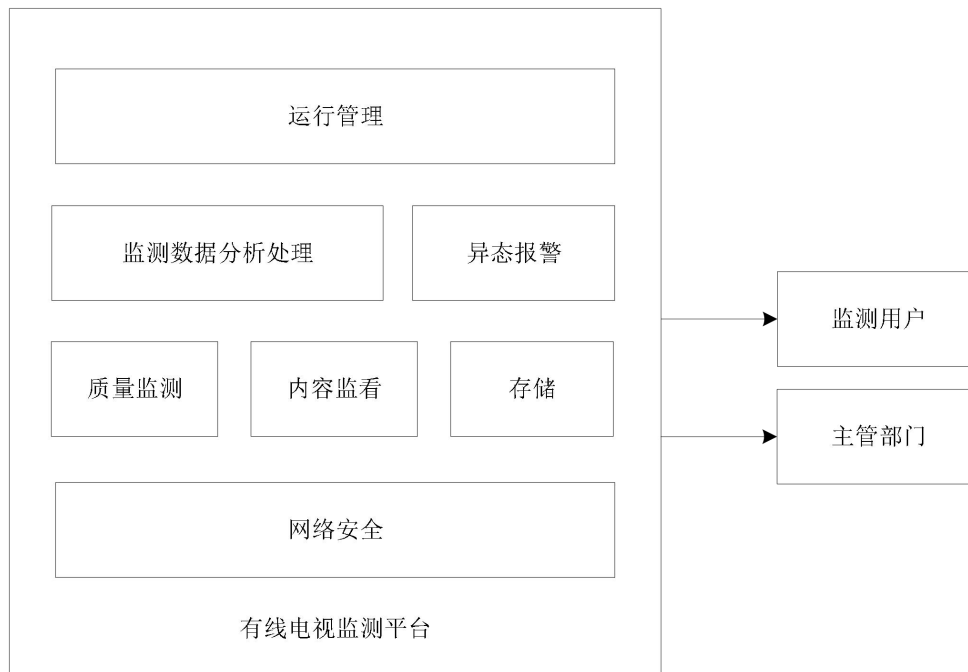 运行管理
监测数据分析处理
异态报警
质量监测
内容监看
存储
网络安全
有线电视监测平台
监测用户
主管部门